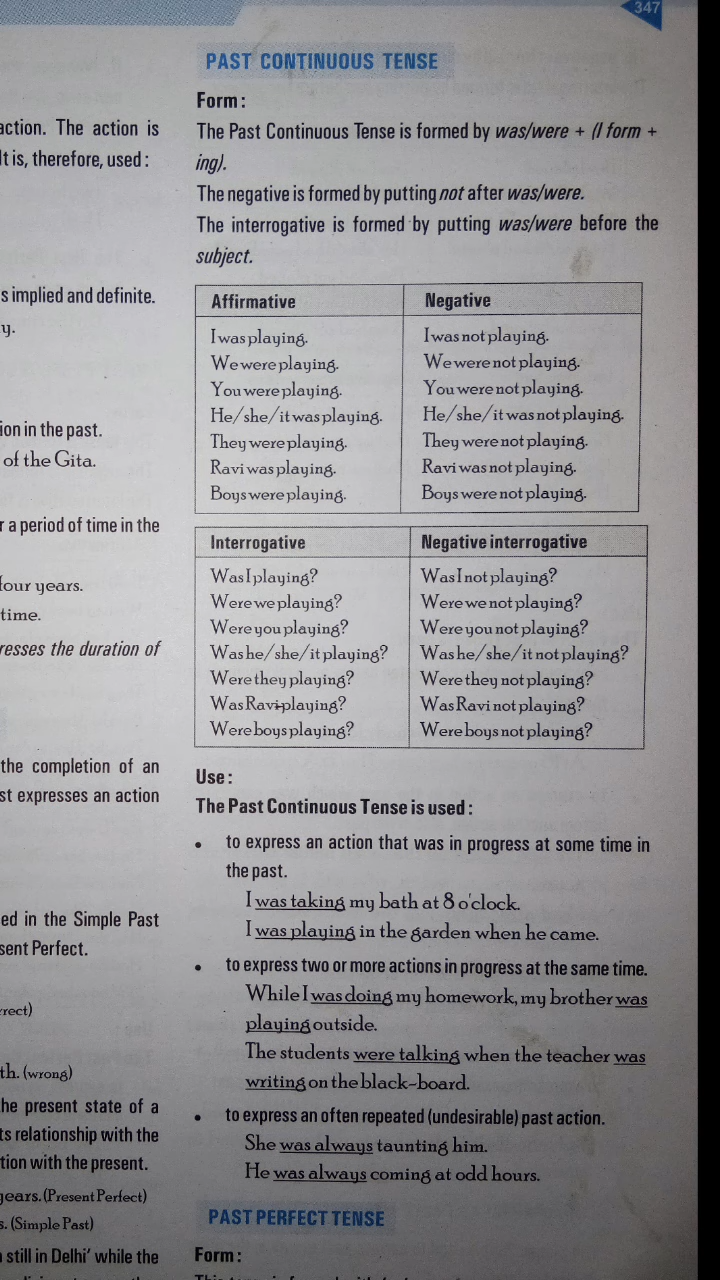 347
action. The action is
It is, therefore, used :
s implied and definite.
y.
ion in the past.
of the Gita.
r a period of time in the
four years.
time.
resses the duration of
the completion of an
st expresses an action
ed in the Simple Past
sent Perfect.
rrect)
th. (wrong)
he present state of a
ts relationship with the
tion with the present.
years. (Present Perfect)
s. (Simple Past)
still in Delhi' while the
PAST CONTINUOUS TENSE
Form :
The Past Continuous Tense is formed by was/were + (I form +
ing).
The negative is formed by putting not after was/were.
The interrogative is formed by putting was/were before the
subject.
Affirmative Negative
I was playing. I was not playing.
We were playing. We were not playing.
You were playing. You were not playing.
He/she/it was playing. He/she/it was not playing.
They were playing. They were not playing.
Ravi was playing. Ravi was not playing.
Boys were playing. Boys were not playing.
Interrogative Negative interrogative
Was I playing? Was I not playing?
Were we playing? Were we not playing?
Were you playing? Were you not playing?
Was he/she/it playing? Was he/she/it not playing?
Were they playing? Were they not playing?
Was Ravi playing? Was Ravi not playing?
Were boys playing? Were boys not playing?
Use :
The Past Continuous Tense is used :
• to express an action that was in progress at some time in
the past.
I was taking my bath at 8 o'clock.
I was playing in the garden when he came.
• to express two or more actions in progress at the same time.
While I was doing my homework, my brother was
playing outside.
The students were talking when the teacher was
writing on the black-board.
• to express an often repeated (undesirable) past action.
She was always taunting him.
He was always coming at odd hours.
PAST PERFECT TENSE
Form :